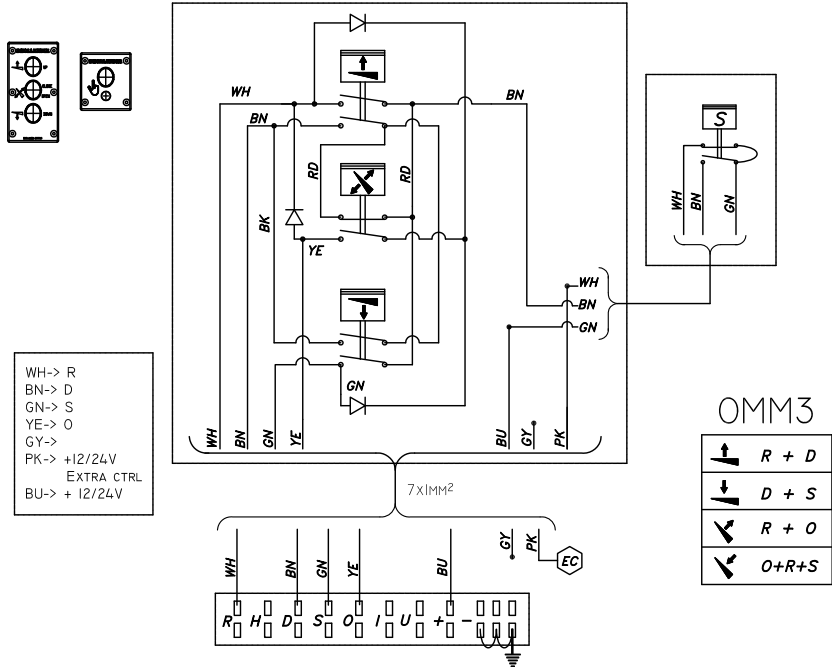 WH
BN
RD
RD
BK
YE
GN
BN
S
WH
BN
GN
WH
BN
GN
WH
BN
GN
YE
BU
GY
PK
WH-> R
BN-> D
GN-> S
YE-> O
GY->
PK-> +12/24V
EXTRA CTRL
BU-> + 12/24V
7X1MM²
WH
BN
GN
YE
BU
GY
PK
EC
R H D S O I U + -
OMM3
R + D
D + S
R + O
O+R+S